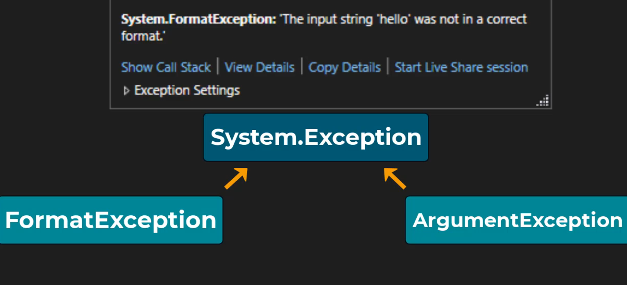 System.FormatException: 'The input string 'hello' was not in a correct
format.'
Show Call Stack | View Details | Copy Details | Start Live Share session
Exception Settings
System.Exception
FormatException
ArgumentException